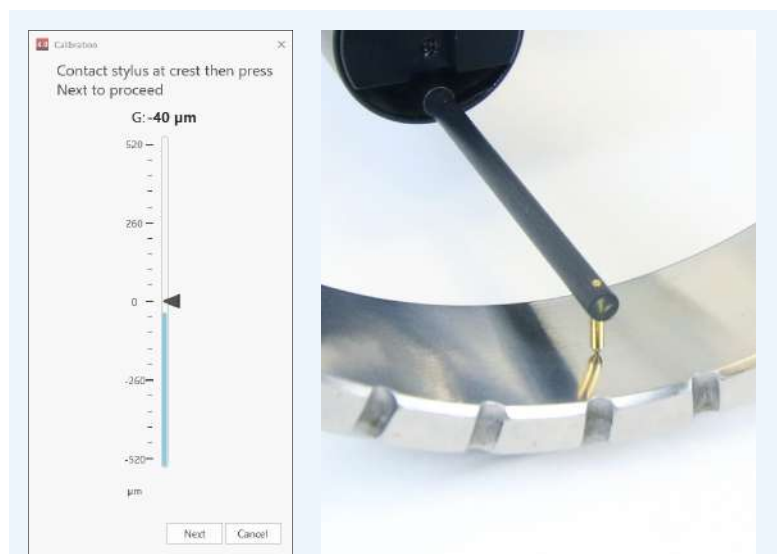 Calibration
Contact stylus at crest then press
Next to proceed
G:-40 µm
520
260
0
-260
-520
µm
Next
Cancel